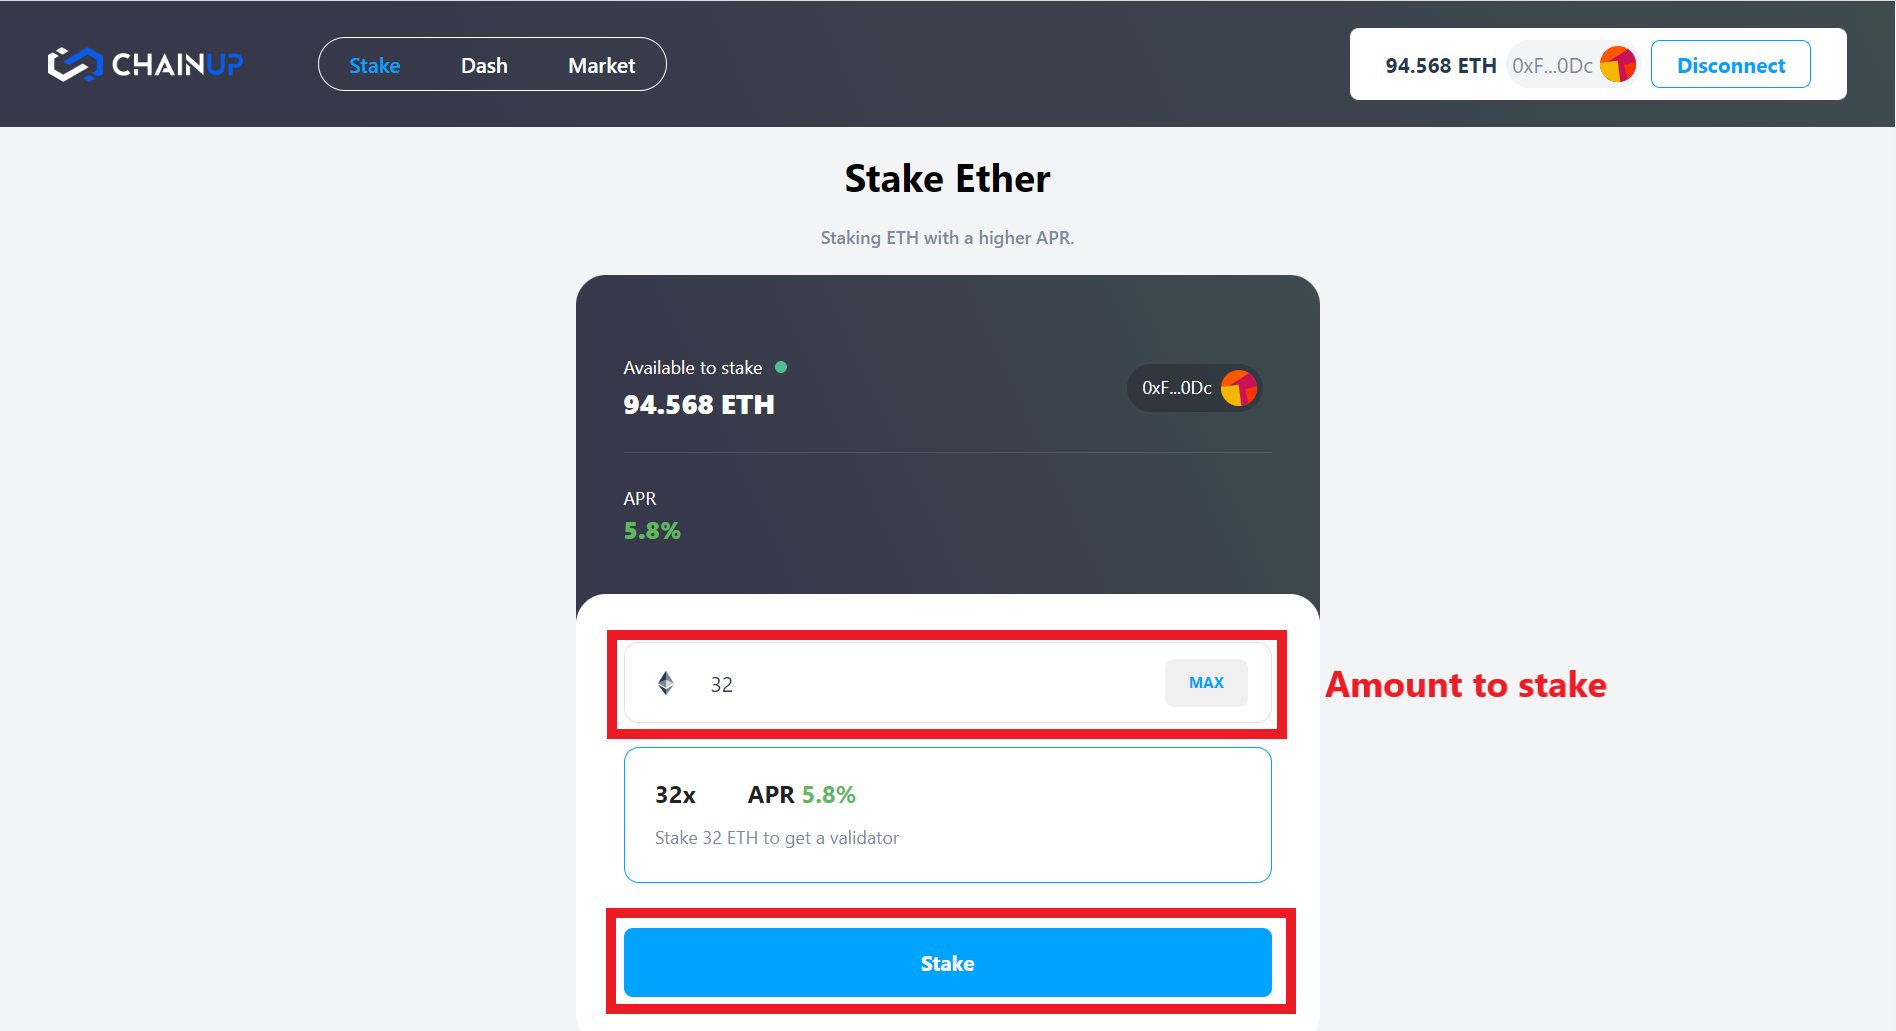 CHAINUP
Stake Dash Market
94.568 ETH 0xF...0Dc Disconnect
Stake Ether
Staking ETH with a higher APR.
Available to stake
94.568 ETH
0xF...0Dc
APR
5.8%
32 MAX
Amount to stake
32x APR 5.8%
Stake 32 ETH to get a validator
Stake